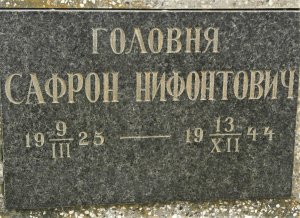 ГОЛОВНЯ
САФРОН НИФОНТОВИЧ
19 9/III 25 — 19 13/XII 44